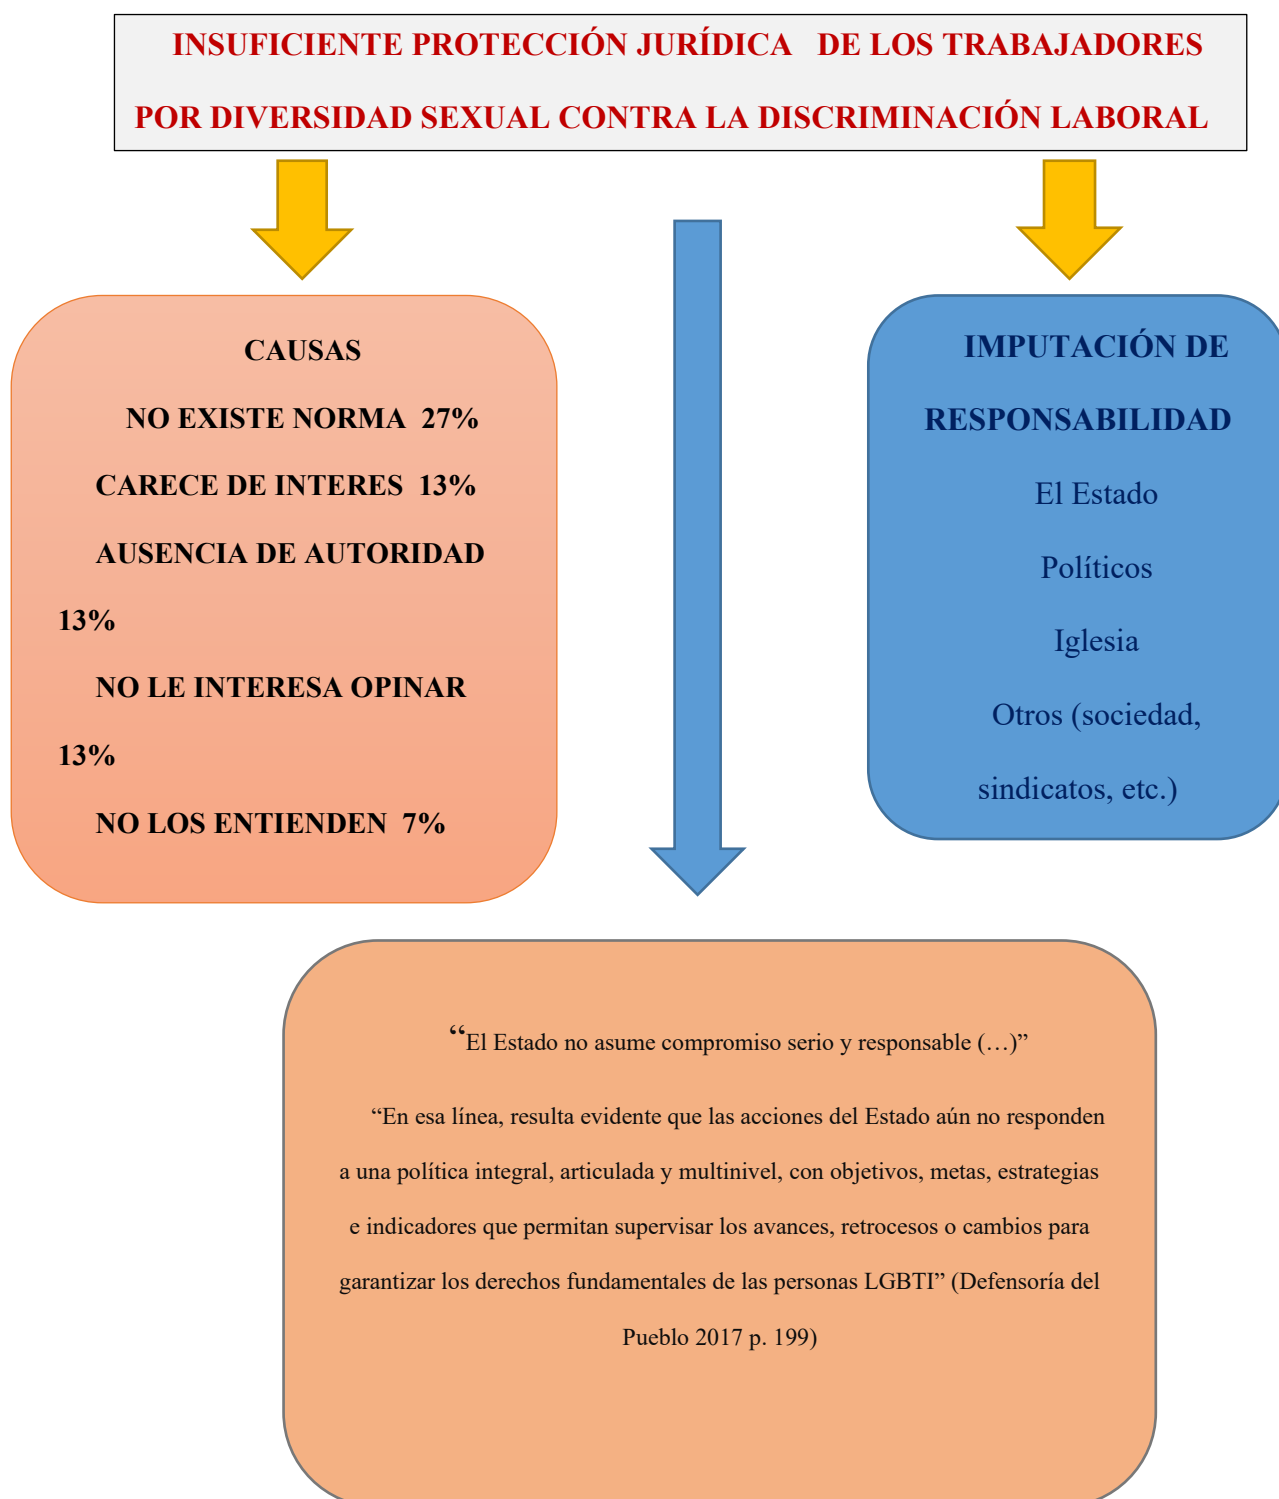 INSUFICIENTE PROTECCIÓN JURÍDICA DE LOS TRABAJADORES
POR DIVERSIDAD SEXUAL CONTRA LA DISCRIMINACIÓN LABORAL
CAUSAS
NO EXISTE NORMA 27%
CARECE DE INTERES 13%
AUSENCIA DE AUTORIDAD
13%
NO LE INTERESA OPINAR
13%
NO LOS ENTIENDEN 7%
IMPUTACIÓN DE
RESPONSABILIDAD
El Estado
Políticos
Iglesia
Otros (sociedad,
sindicatos, etc.)
“El Estado no asume compromiso serio y responsable (…)”
“En esa línea, resulta evidente que las acciones del Estado aún no responden
a una política integral, articulada y multinivel, con objetivos, metas, estrategias
e indicadores que permitan supervisar los avances, retrocesos o cambios para
garantizar los derechos fundamentales de las personas LGBTI” (Defensoría del
Pueblo 2017 p. 199)